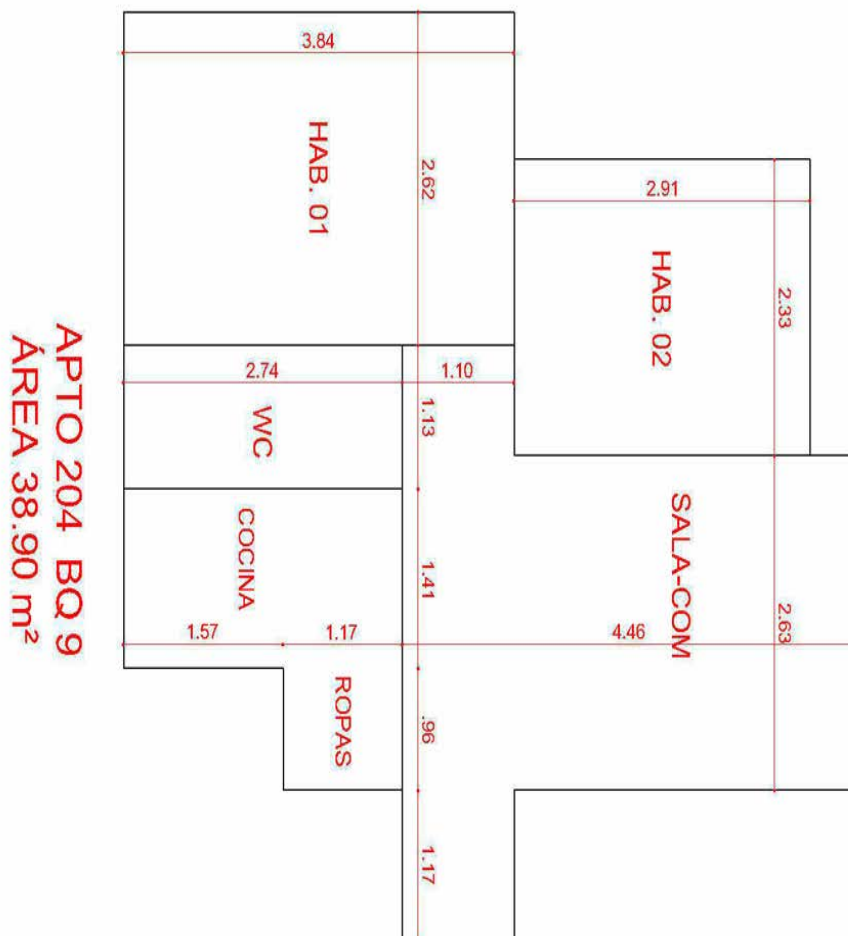 3.84
HAB. 01
2.62
2.91
HAB. 02
2.33
2.74
1.10
WC
1.13
COCINA
1.41
SALA-COM
1.57
1.17
4.46
2.63
ROPAS
.96
1.17
APTO 204 BQ 9
ÁREA 38.90 m²